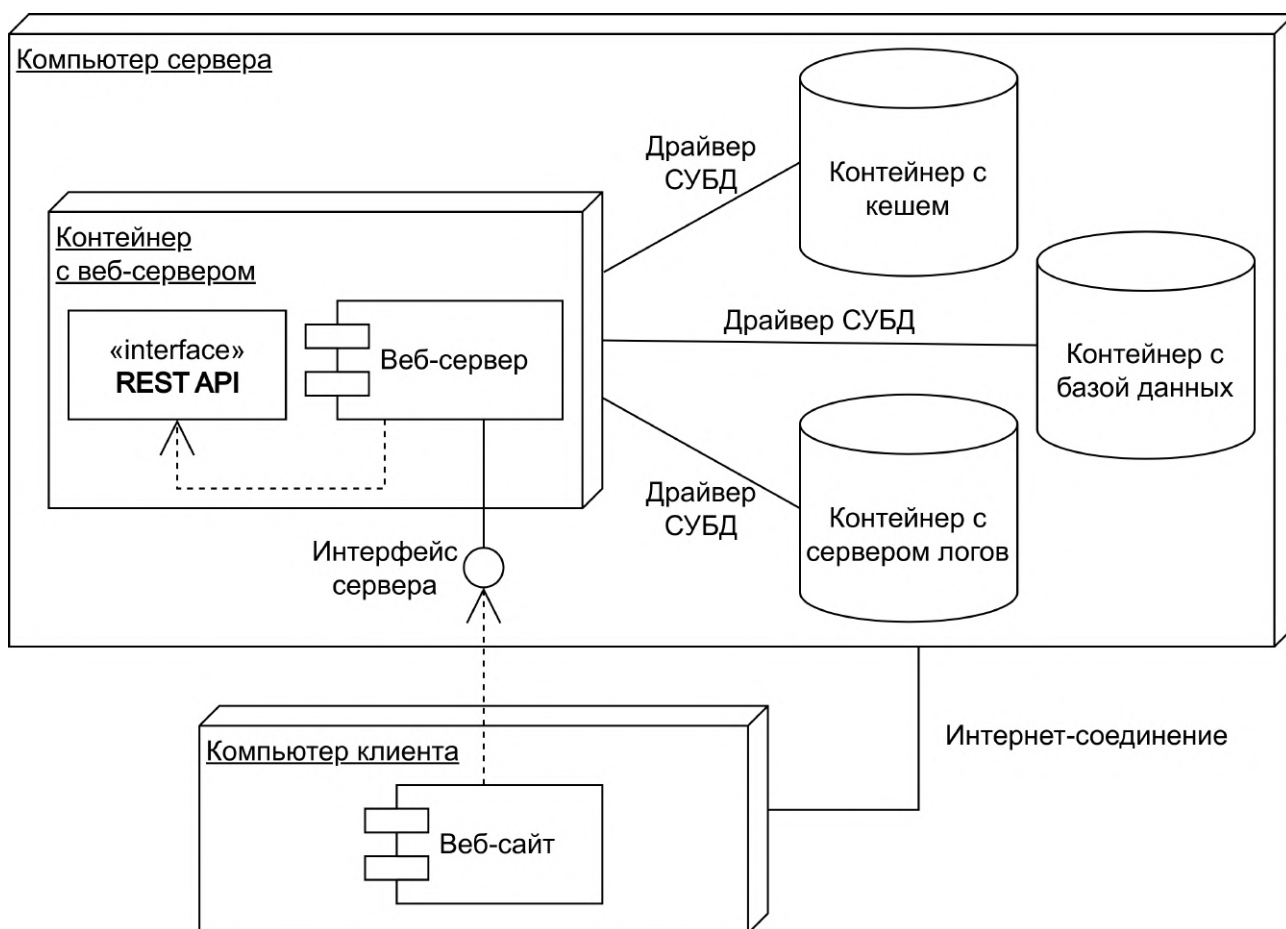 Компьютер сервера
Драйвер
СУБД
Контейнер с
кешем
Контейнер
с веб-сервером
«interface»
REST API
Веб-сервер
Драйвер СУБД
Контейнер с
базой данных
Драйвер
СУБД
Контейнер с
сервером логов
Интерфейс
сервера
Интернет-соединение
Компьютер клиента
Веб-сайт